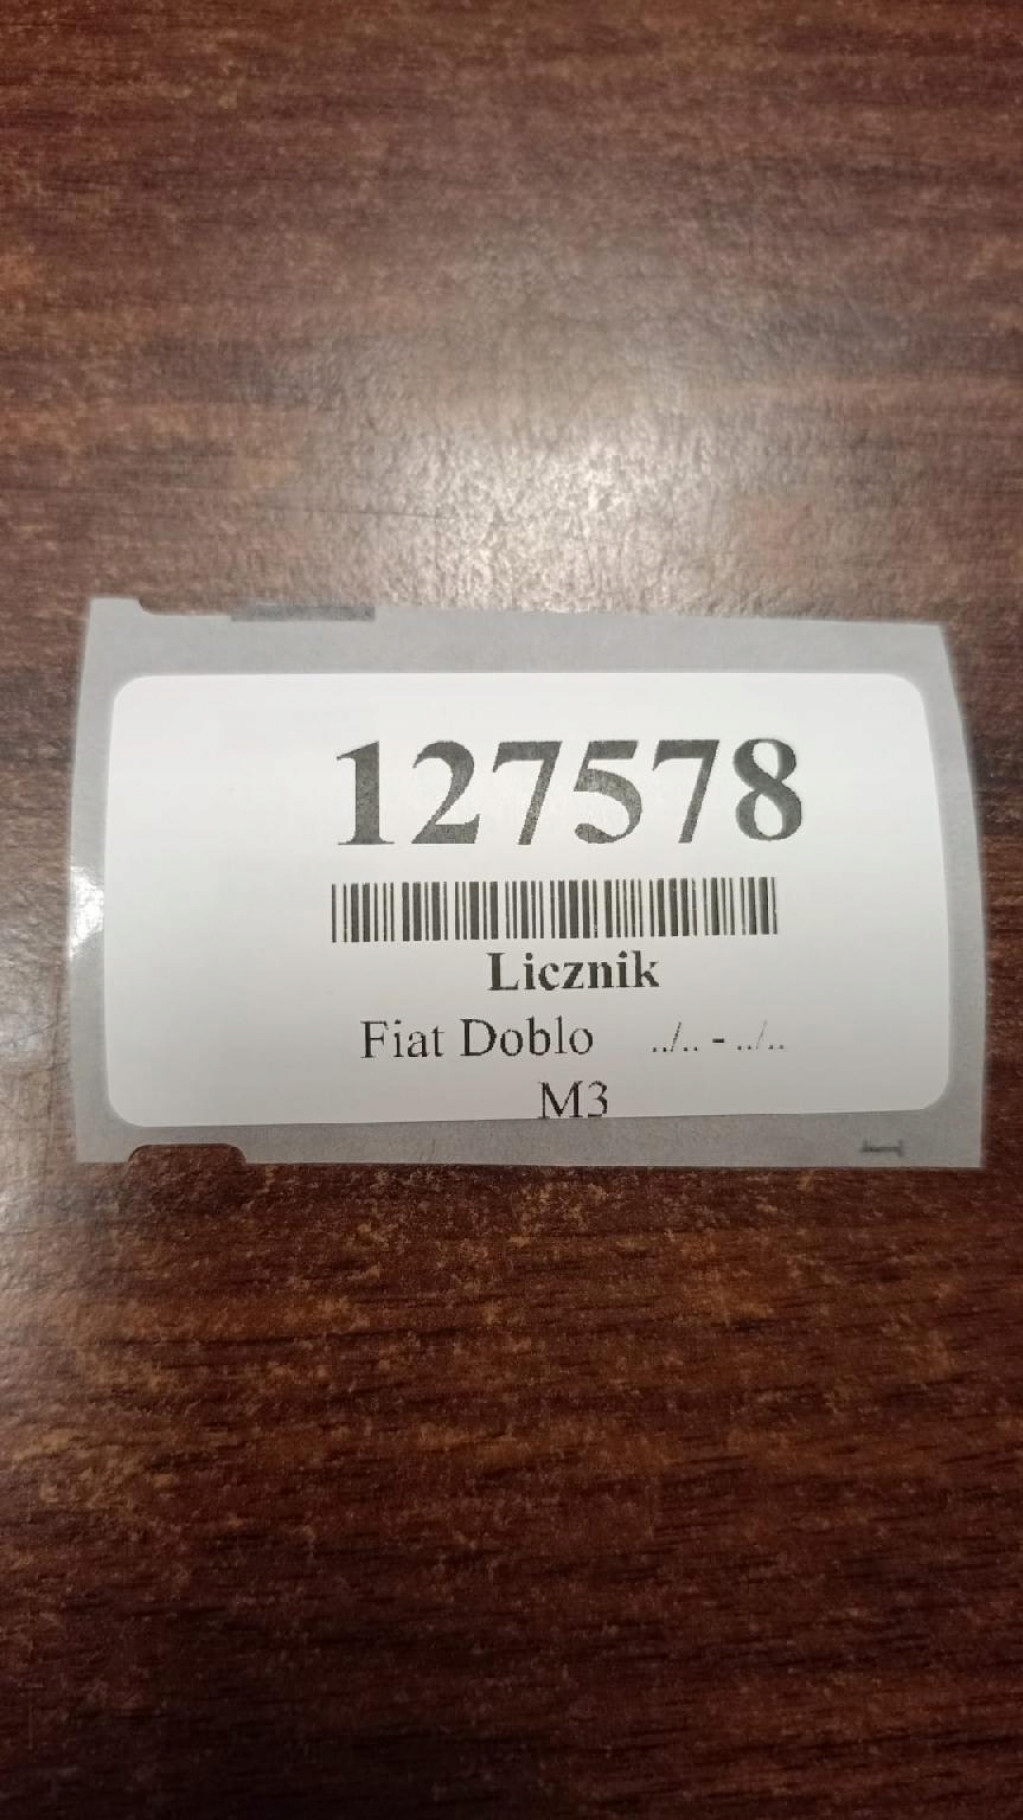 127578
Licznik
Fiat Doblo ../.. - ../..
M3